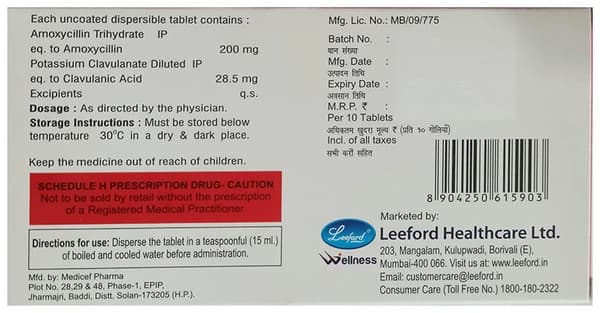 Each uncoated dispersible tablet contains :
Amoxycillin Trihydrate IP
eq. to Amoxycillin 200 mg
Potassium Clavulanate Diluted IP
eq. to Clavulanic Acid 28.5 mg
Excipients q.s.
Dosage : As directed by the physician.
Storage Instructions : Must be stored below
temperature 30°C in a dry & dark place.
Keep the medicine out of reach of children.
SCHEDULE H PRESCRIPTION DRUG- CAUTION
Not to be sold by retail without the prescription
of a Registered Medical Practitioner
Directions for use: Disperse the tablet in a teaspoonful (15 ml.)
of boiled and cooled water before administration.
Mfd. by: Medicef Pharma
Plot No. 28,29 & 48, Phase-1, EPIP,
Jharmajri, Baddi, Distt. Solan-173205 (H.P.).
Mfg. Lic. No.: MB/09/775
Batch No. :
घान संख्या
Mfg. Date :
उत्पादन तिथि
Expiry Date :
अवसान तिथि
M.R.P. ₹ :
Per 10 Tablets
अधिकतम खुदरा मूल्य ₹ (प्रति १० गोलियाँ)
Incl. of all taxes
सभी करों सहित
8 904250 615903
Marketed by:
Leeford
Wellness
Leeford Healthcare Ltd.
203, Mangalam, Kulupwadi, Borivali (E),
Mumbai-400 066. Visit us at: www.leeford.in
Email: customercare@leeford.in
Consumer Care (Toll Free No.) 1800-180-2322